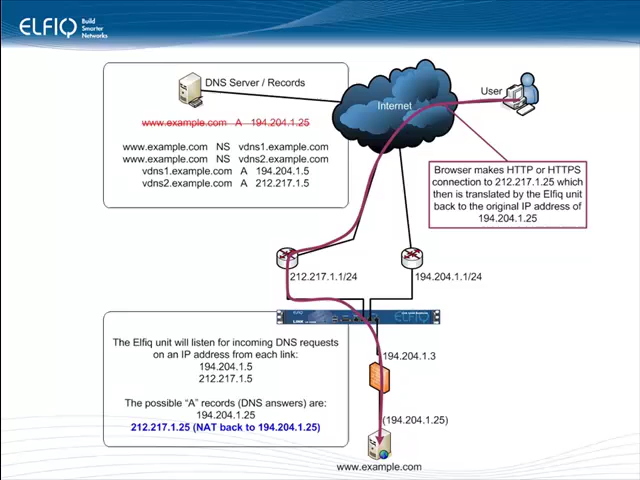 ELFIQ Build
Smarter
Networks
DNS Server / Records
www.example.com A 194.204.1.25
www.example.com NS vdns1.example.com
www.example.com NS vdns2.example.com
vdns1.example.com A 194.204.1.5
vdns2.example.com A 212.217.1.5
Internet
User
Browser makes HTTP or HTTPS
connection to 212.217.1.25 which
then is translated by the Elfiq unit
back to the original IP address of
194.204.1.25
212.217.1.1/24
194.204.1.1/24
ELFIQ
LINK
ELFIQ
The Elfiq unit will listen for incoming DNS requests
on an IP address from each link:
194.204.1.5
212.217.1.5
The possible “A” records (DNS answers) are:
194.204.1.25
212.217.1.25 (NAT back to 194.204.1.25)
194.204.1.3
(194.204.1.25)
www.example.com